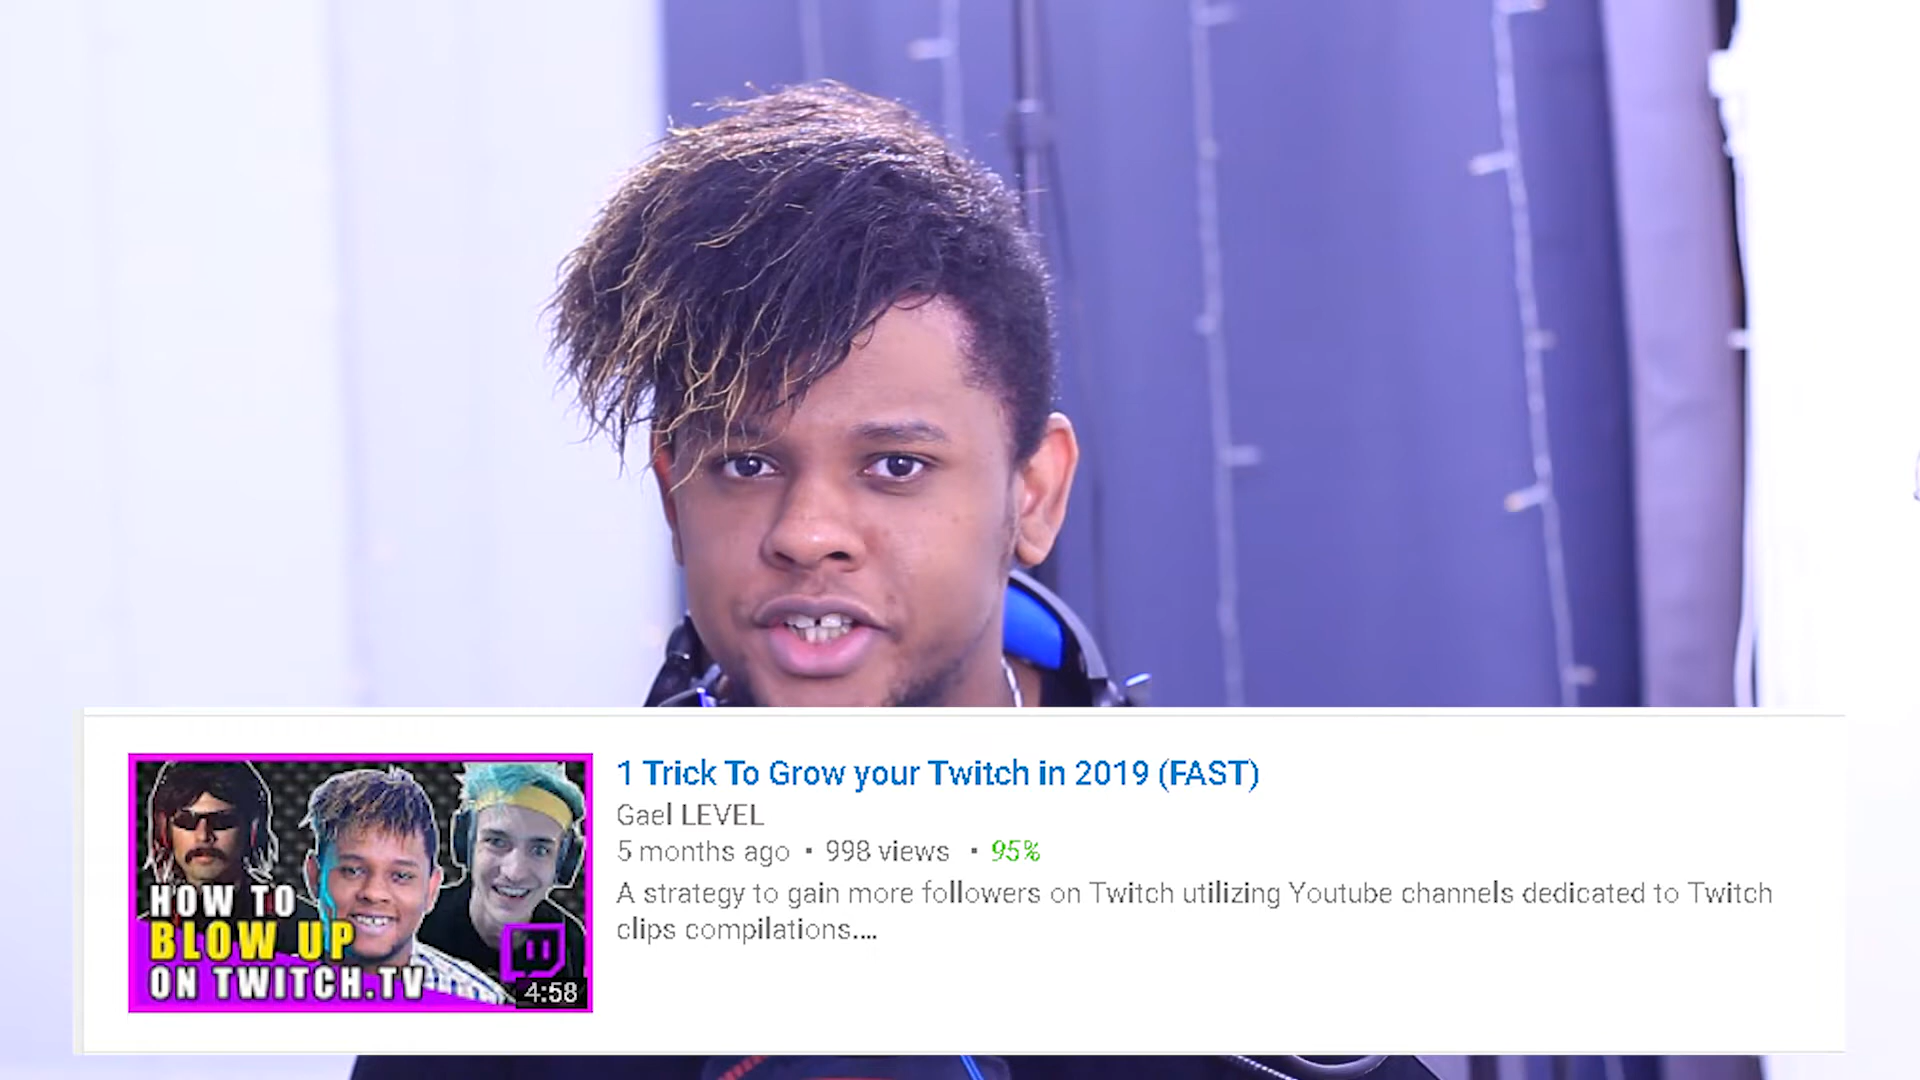 HOW TO
BLOW UP
ON TWITCH.TV
4:58
1 Trick To Grow your Twitch in 2019 (FAST)
Gael LEVEL
5 months ago • 998 views • 95%
A strategy to gain more followers on Twitch utilizing Youtube channels dedicated to Twitch
clips compilations....